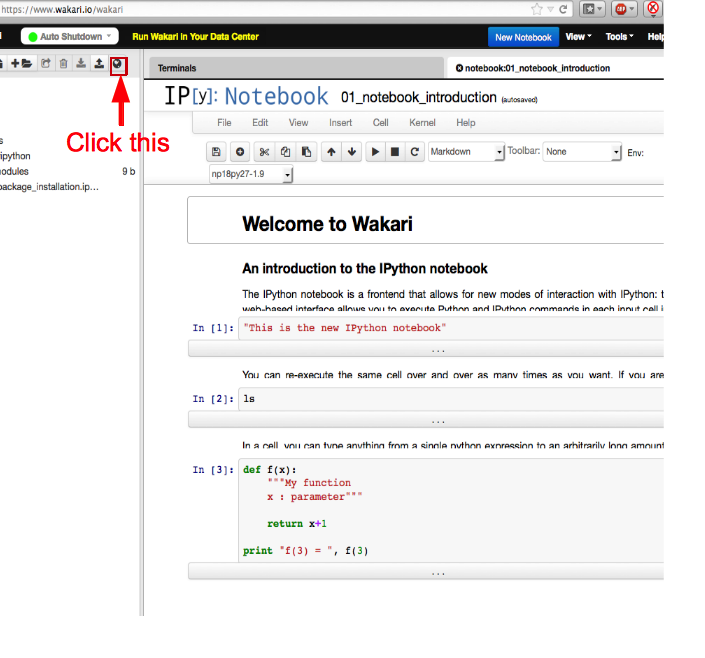 https://www.wakari.io/wakari
Auto Shutdown
Run Wakari in Your Data Center
New Notebook View Tools Help
Terminals
notebook:01_notebook_introduction
IP[y]: Notebook 01_notebook_introduction (autosaved)
Click this
File Edit View Insert Cell Kernel Help
ipython
9 b
Markdown Toolbar: None Env:
package_installation.ip...
np18py27-1.9
Welcome to Wakari
An introduction to the IPython notebook
The IPython notebook is a frontend that allows for new modes of interaction with IPython:
web-based interface allows you to execute Python and IPython commands in each input cell
In [1]: "This is the new IPython notebook"
...
You can re-execute the same cell over and over as many times as you want. If you are
In [2]: ls
...
In a cell, you can type anything from a single python expression to an arbitrarily long amount
In [3]: def f(x):
"""My function
x : parameter"""
return x+1
print "f(3) = ", f(3)
...